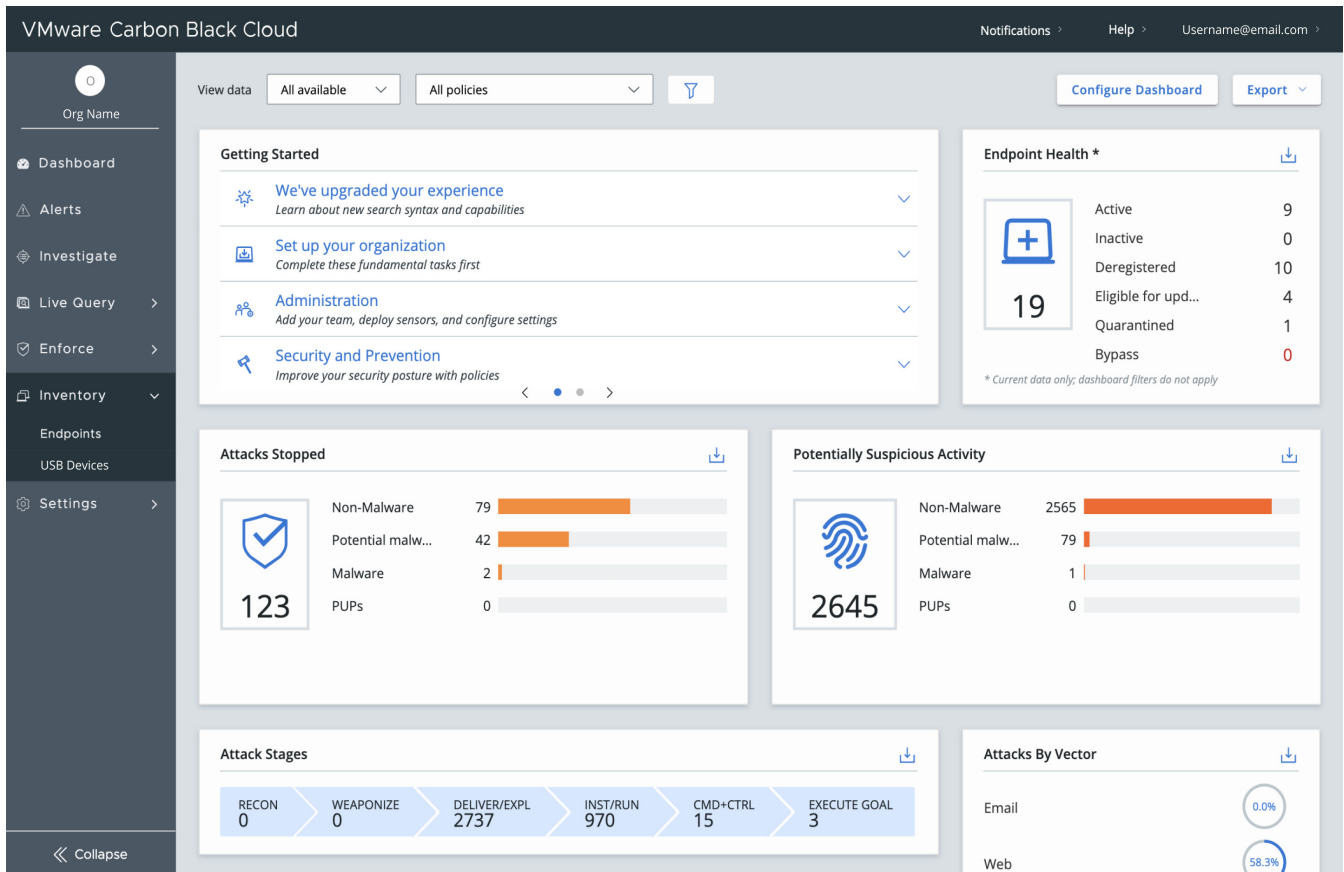 VMware Carbon Black Cloud
Notifications
Help
Username@email.com
O
Org Name
Dashboard
Alerts
Investigate
Live Query
Enforce
Inventory
Endpoints
USB Devices
Settings
Collapse
View data
All available
All policies
Configure Dashboard
Export
Getting Started
We've upgraded your experience
Learn about new search syntax and capabilities
Set up your organization
Complete these fundamental tasks first
Administration
Add your team, deploy sensors, and configure settings
Security and Prevention
Improve your security posture with policies
Endpoint Health *
19
Active 9
Inactive 0
Deregistered 10
Eligible for upd... 4
Quarantined 1
Bypass 0
* Current data only; dashboard filters do not apply
Attacks Stopped
123
Non-Malware 79
Potential malw... 42
Malware 2
PUPs 0
Potentially Suspicious Activity
2645
Non-Malware 2565
Potential malw... 79
Malware 1
PUPs 0
Attack Stages
RECON
0
WEAPONIZE
0
DELIVER/EXPL
2737
INST/RUN
970
CMD+CTRL
15
EXECUTE GOAL
3
Attacks By Vector
Email 0.0%
Web 58.3%